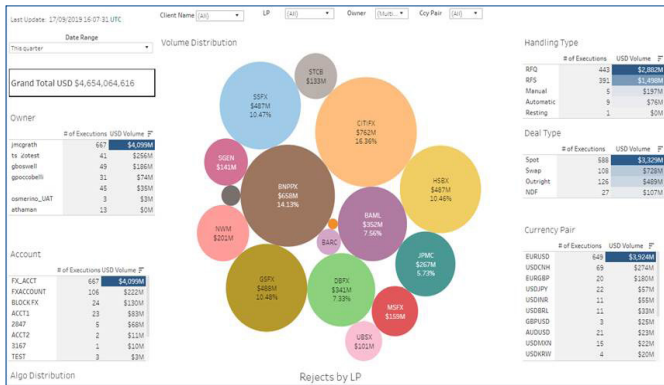 Last Update: 17/09/2019 16:07:31 UTC
Client Name (All)
LP (All)
Owner (Multi...
Ccy Pair (All)
Date Range
This quarter
Grand Total USD $4,654,064,616
Owner
# of Executions USD Volume
jmcgrath 667 $4,099M
ts_2otest 41 $256M
gboswell 49 $186M
gpoccobelli 31 $74M
45 $35M
osmerino_UAT 3 $3M
athaman 13 $0M
Account
# of Executions USD Volume
FX_ACCT 667 $4,099M
FXACCOUNT 106 $222M
BLOCK FX 24 $130M
ACCT1 23 $83M
2847 5 $68M
ACCT2 2 $11M
3167 1 $10M
TEST 3 $3M
Algo Distribution
Volume Distribution
STCB
$133M
SSFX
$487M
10.47%
CITIFX
$762M
16.36%
SGEN
$141M
BNPPX
$658M
14.13%
HSBX
$487M
10.46%
BAML
$352M
7.56%
NWM
$201M
BARC
JPMC
$267M
5.73%
GSFX
$488M
10.48%
DBFX
$341M
7.33%
MSFX
$159M
UBSX
$101M
Rejects by LP
Handling Type
# of Executions USD Volume
RFQ 443 $2,882M
RFS 391 $1,498M
Manual 5 $197M
Automatic 9 $76M
Resting 1 $0M
Deal Type
# of Executions USD Volume
Spot 588 $3,329M
Swap 108 $728M
Outright 126 $489M
NDF 27 $107M
Currency Pair
# of Executions USD Volume
EURUSD 649 $3,924M
USDCNH 69 $274M
EURGBP 20 $180M
USDJPY 22 $67M
USDINR 11 $55M
USDBRL 11 $33M
GBPUSD 3 $25M
AUDUSD 21 $23M
USDMXN 15 $22M
USDKRW 4 $20M